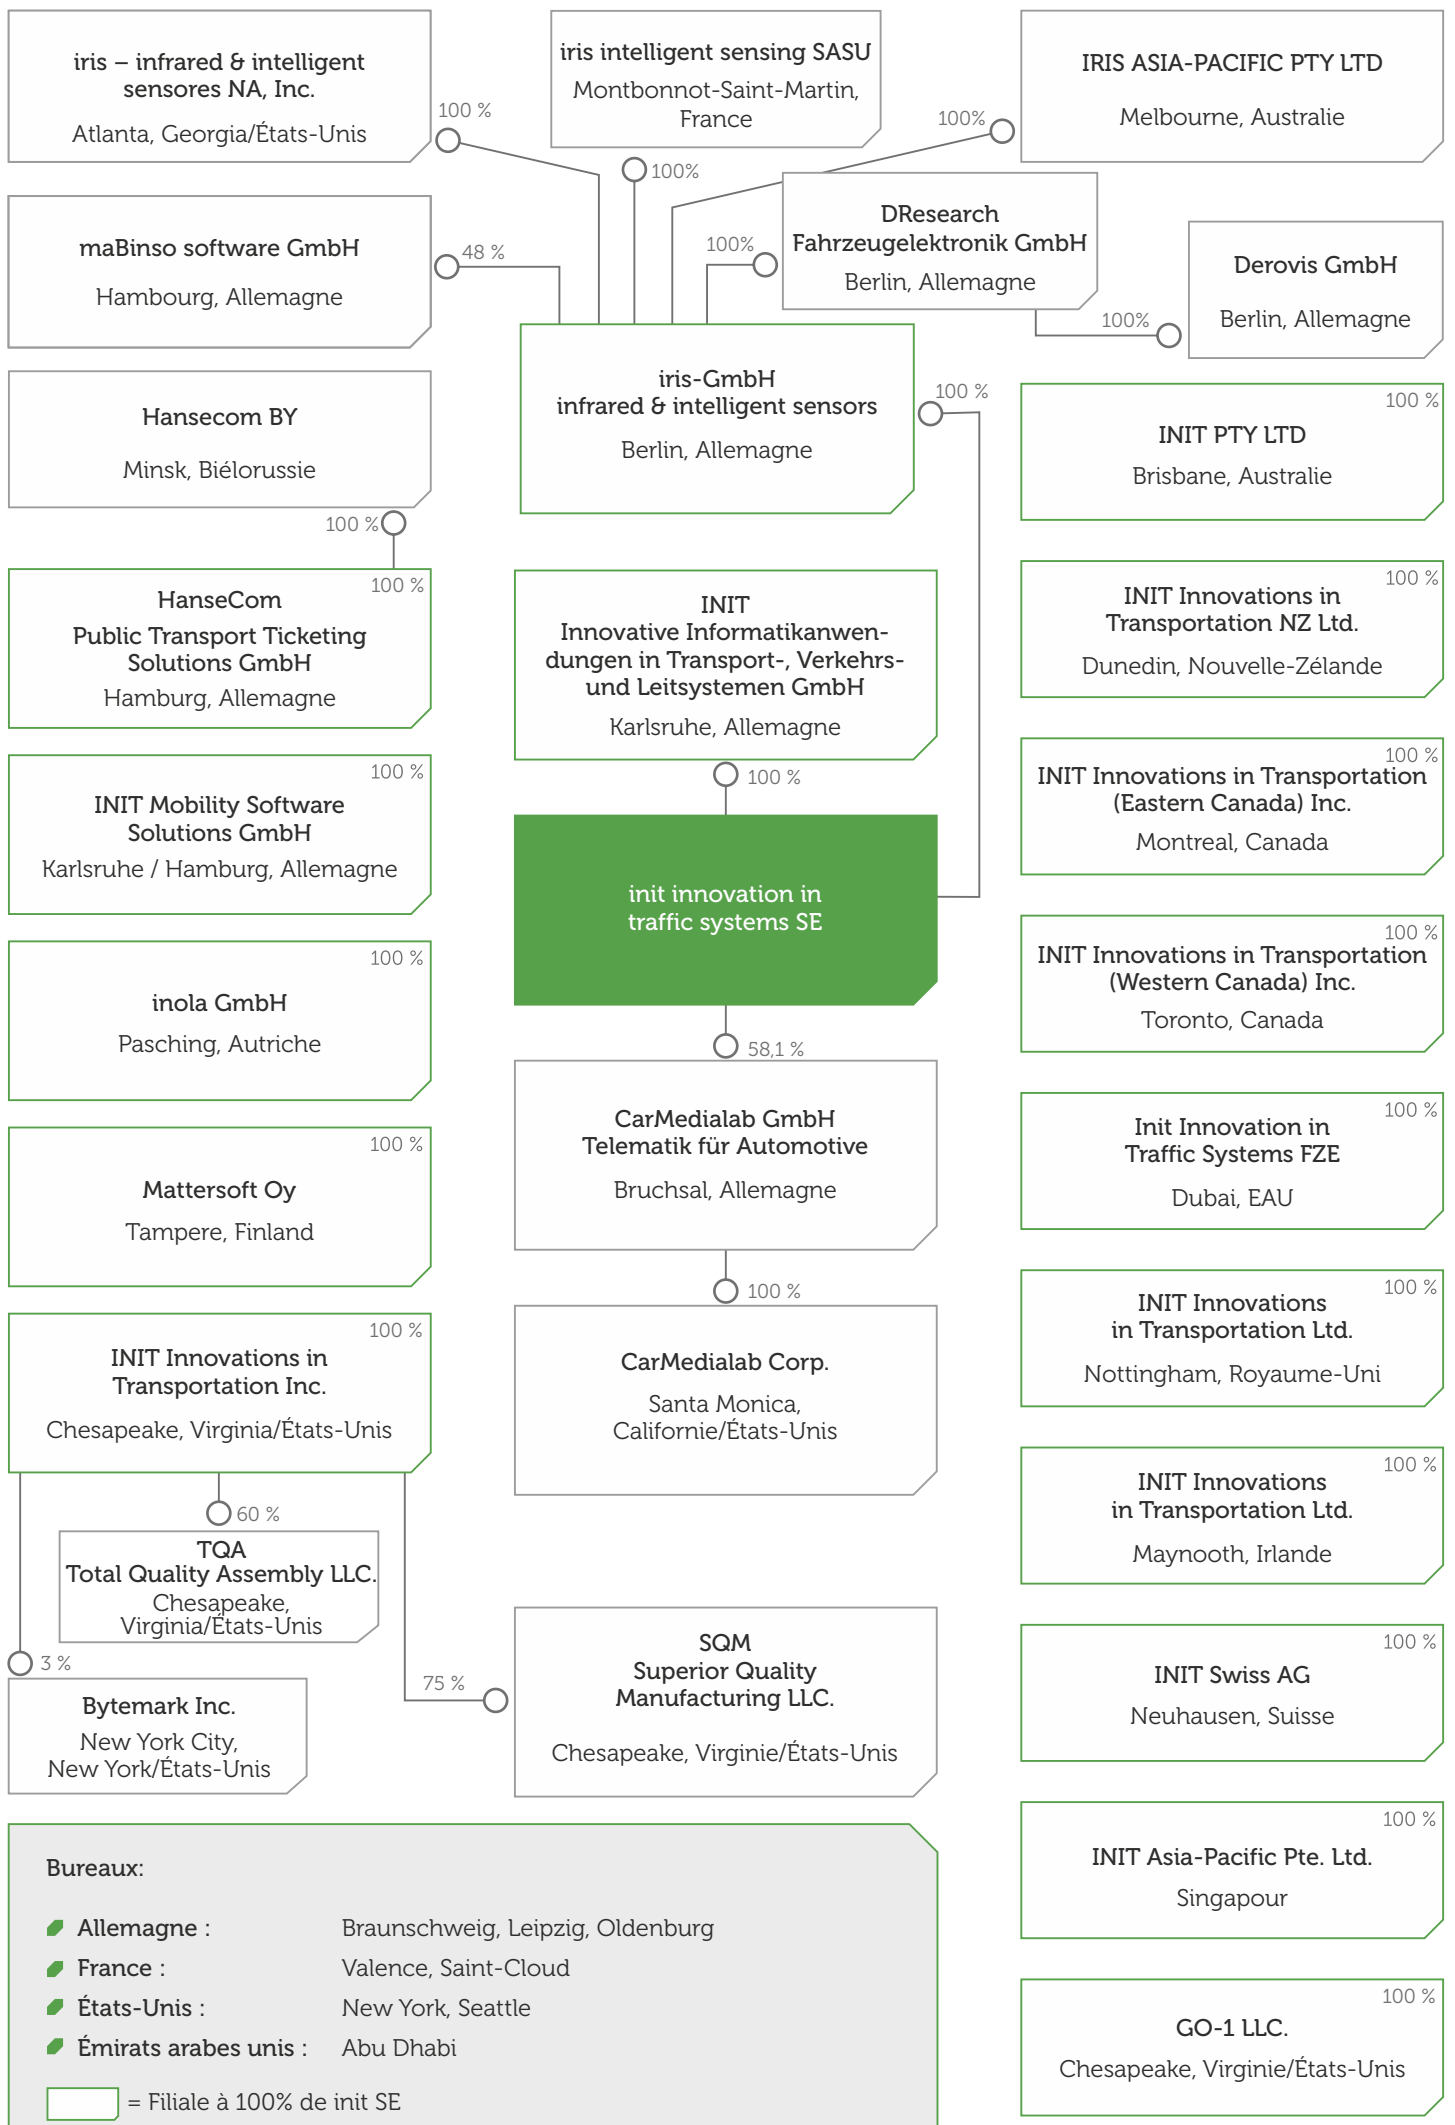 iris – infrared & intelligent
sensores NA, Inc.
Atlanta, Georgia/États-Unis
100 %
iris intelligent sensing SASU
Montbonnot-Saint-Martin,
France
100%
IRIS ASIA-PACIFIC PTY LTD
Melbourne, Australie
100%
maBinso software GmbH
Hambourg, Allemagne
48 %
DResearch
Fahrzeugelektronik GmbH
Berlin, Allemagne
100%
Derovis GmbH
Berlin, Allemagne
100%
iris-GmbH
infrared & intelligent sensors
Berlin, Allemagne
100 %
Hansecom BY
Minsk, Biélorussie
100 %
HanseCom
Public Transport Ticketing
Solutions GmbH
Hamburg, Allemagne
100 %
INIT Mobility Software
Solutions GmbH
Karlsruhe / Hamburg, Allemagne
100 %
inola GmbH
Pasching, Autriche
100 %
Mattersoft Oy
Tampere, Finland
100 %
INIT Innovations in
Transportation Inc.
Chesapeake, Virginia/États-Unis
100 %
60 %
TQA
Total Quality Assembly LLC.
Chesapeake,
Virginia/États-Unis
3 %
Bytemark Inc.
New York City,
New York/États-Unis
75 %
INIT
Innovative Informatikanwen-
dungen in Transport-, Verkehrs-
und Leitsystemen GmbH
Karlsruhe, Allemagne
100 %
init innovation in
traffic systems SE
58,1 %
CarMedialab GmbH
Telematik für Automotive
Bruchsal, Allemagne
100 %
CarMedialab Corp.
Santa Monica,
Californie/États-Unis
SQM
Superior Quality
Manufacturing LLC.
Chesapeake, Virginie/États-Unis
100 %
INIT PTY LTD
Brisbane, Australie
100 %
INIT Innovations in
Transportation NZ Ltd.
Dunedin, Nouvelle-Zélande
100 %
INIT Innovations in Transportation
(Eastern Canada) Inc.
Montreal, Canada
100 %
INIT Innovations in Transportation
(Western Canada) Inc.
Toronto, Canada
100 %
Init Innovation in
Traffic Systems FZE
Dubai, EAU
100 %
INIT Innovations
in Transportation Ltd.
Nottingham, Royaume-Uni
100 %
INIT Innovations
in Transportation Ltd.
Maynooth, Irlande
100 %
INIT Swiss AG
Neuhausen, Suisse
100 %
INIT Asia-Pacific Pte. Ltd.
Singapour
100 %
GO-1 LLC.
Chesapeake, Virginie/États-Unis
Bureaux:
Allemagne : Braunschweig, Leipzig, Oldenburg
France : Valence, Saint-Cloud
États-Unis : New York, Seattle
Émirats arabes unis : Abu Dhabi
= Filiale à 100% de init SE